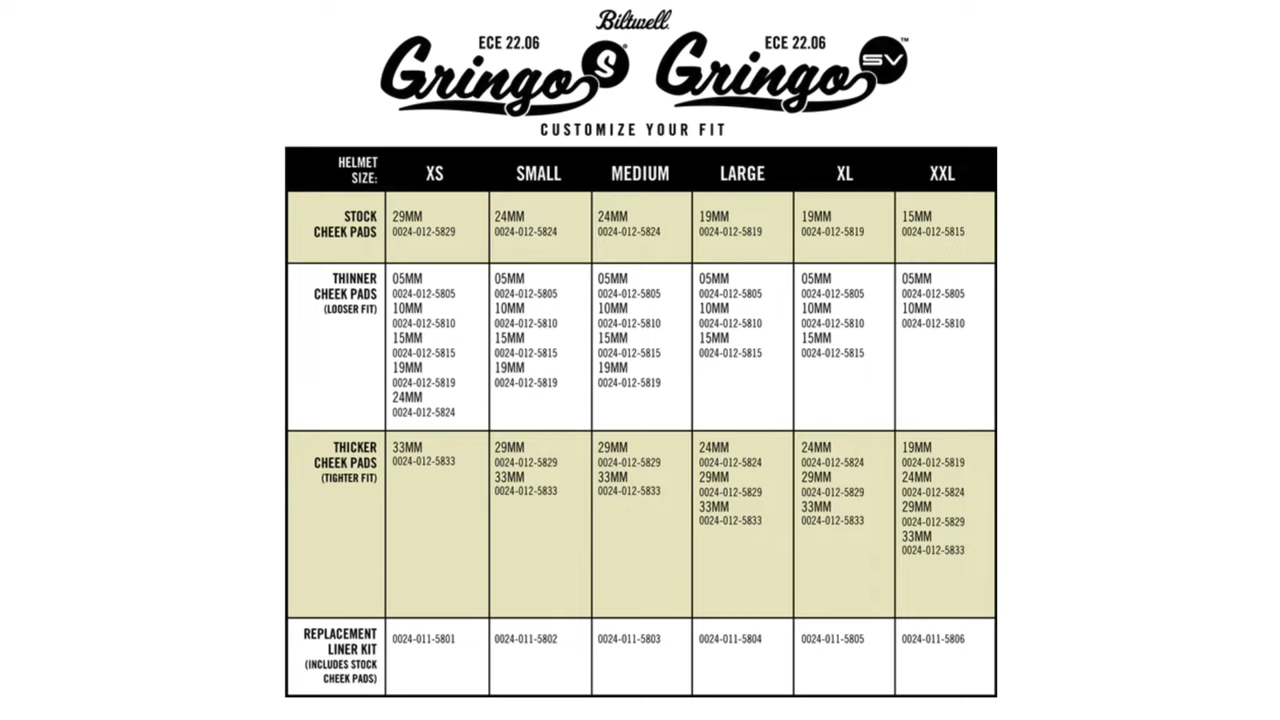 Biltwell
ECE 22.06
Gringo S
ECE 22.06
Gringo SV™
CUSTOMIZE YOUR FIT
HELMET SIZE: XS SMALL MEDIUM LARGE XL XXL
STOCK CHEEK PADS
29MM 24MM 24MM 19MM 19MM 15MM
0024-012-5829 0024-012-5824 0024-012-5824 0024-012-5819 0024-012-5819 0024-012-5815
THINNER CHEEK PADS (LOOSER FIT)
05MM 05MM 05MM 05MM 05MM 05MM
0024-012-5805 0024-012-5805 0024-012-5805 0024-012-5805 0024-012-5805 0024-012-5805
10MM 10MM 10MM 10MM 10MM 10MM
0024-012-5810 0024-012-5810 0024-012-5810 0024-012-5810 0024-012-5810 0024-012-5810
15MM 15MM 15MM 15MM 15MM
0024-012-5815 0024-012-5815 0024-012-5815 0024-012-5815 0024-012-5815
19MM 19MM 19MM
0024-012-5819 0024-012-5819 0024-012-5819
24MM
0024-012-5824
THICKER CHEEK PADS (TIGHTER FIT)
33MM 29MM 29MM 24MM 24MM 19MM
0024-012-5833 0024-012-5829 0024-012-5829 0024-012-5824 0024-012-5824 0024-012-5819
33MM 33MM 29MM 29MM 24MM
0024-012-5833 0024-012-5833 0024-012-5829 0024-012-5829 0024-012-5824
33MM 33MM 29MM
0024-012-5833 0024-012-5833 0024-012-5829
33MM
0024-012-5833
REPLACEMENT LINER KIT (INCLUDES STOCK CHEEK PADS)
0024-011-5801 0024-011-5802 0024-011-5803 0024-011-5804 0024-011-5805 0024-011-5806